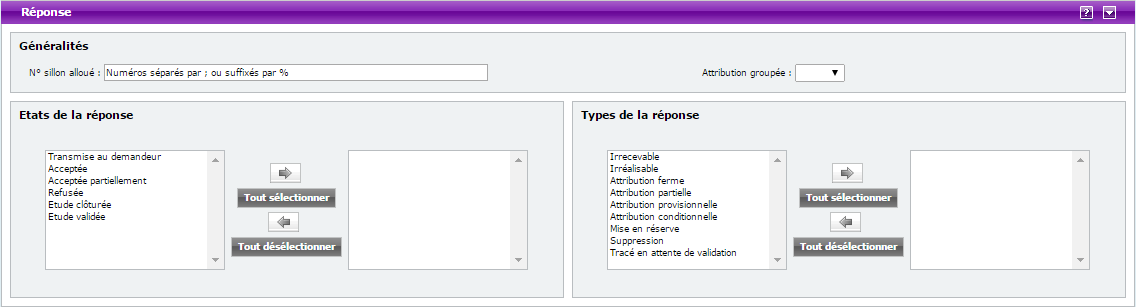 Réponse
?
Généralités
N° sillon alloué : Numéros séparés par ; ou suffixés par %
Attribution groupée :
Etats de la réponse
Transmise au demandeur
Acceptée
Acceptée partiellement
Refusée
Etude clôturée
Etude validée
Tout sélectionner
Tout désélectionner
Types de la réponse
Irrecevable
Irréalisable
Attribution ferme
Attribution partielle
Attribution provisionnelle
Attribution conditionnelle
Mise en réserve
Suppression
Tracé en attente de validation
Tout sélectionner
Tout désélectionner